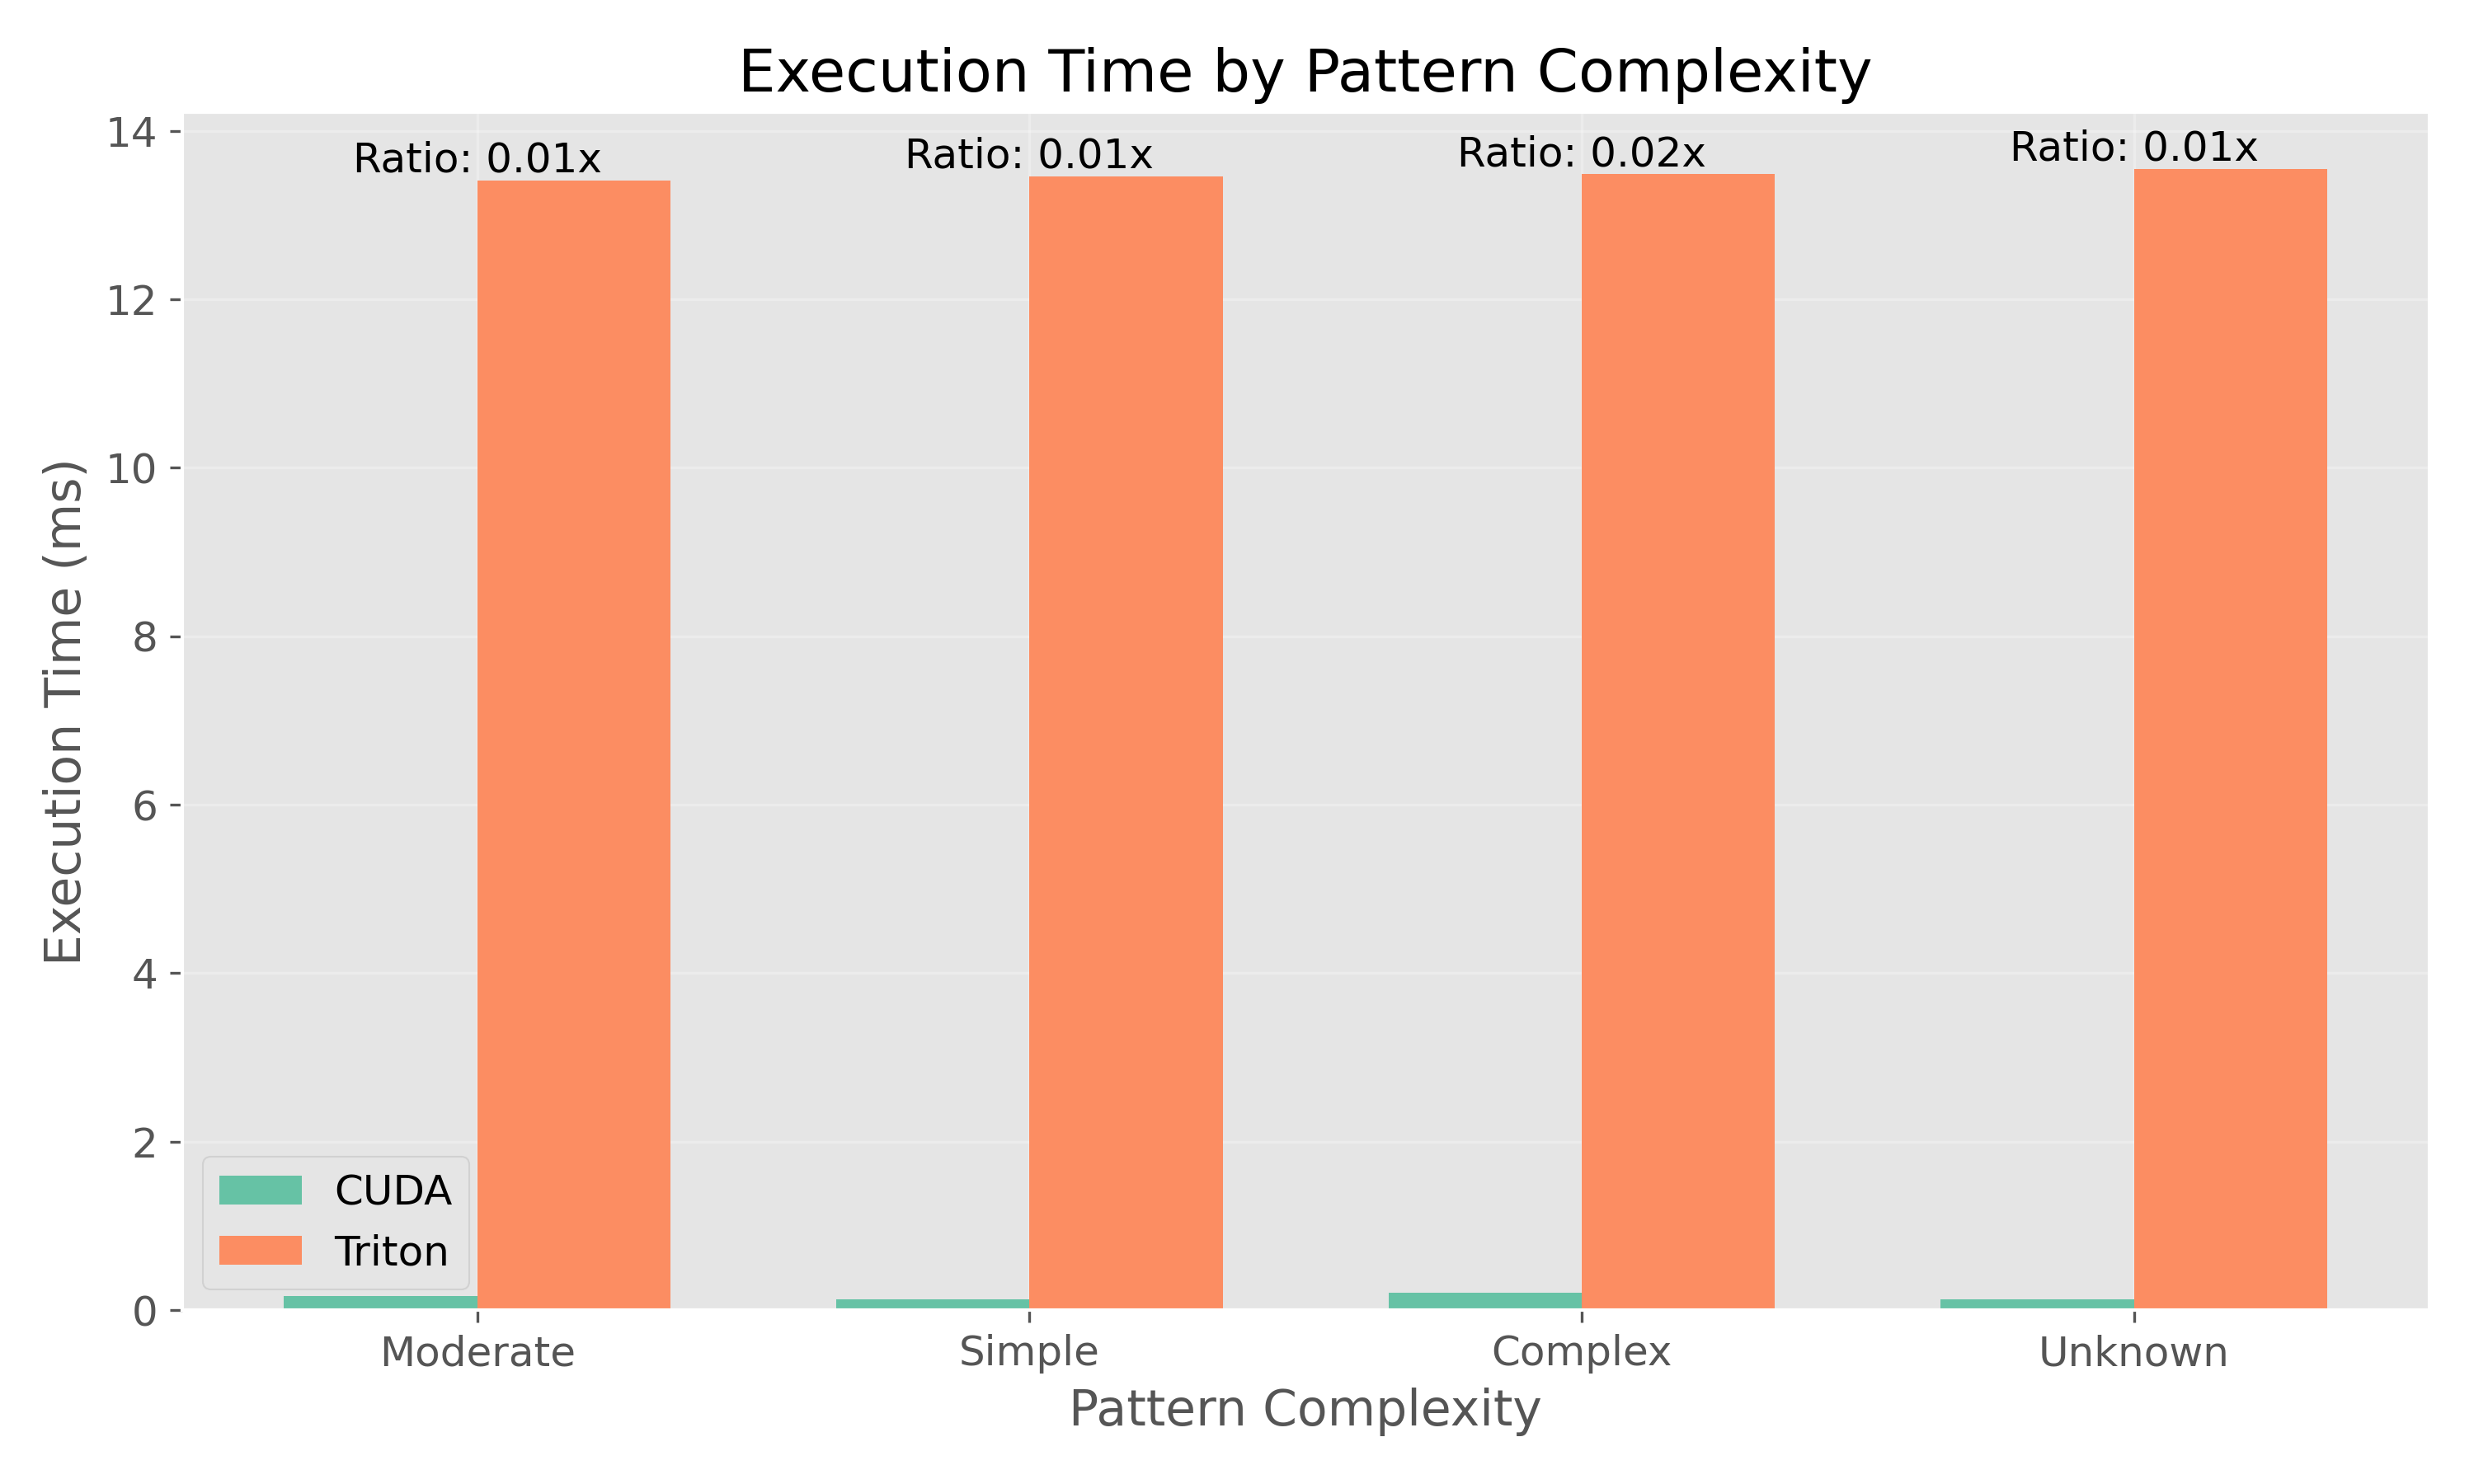 Execution Time by Pattern Complexity
Ratio: 0.01x
Ratio: 0.01x
Ratio: 0.02x
Ratio: 0.01x
Execution Time (ms)
14
12
10
8
6
4
2
0
CUDA
Triton
Moderate
Simple
Complex
Unknown
Pattern Complexity